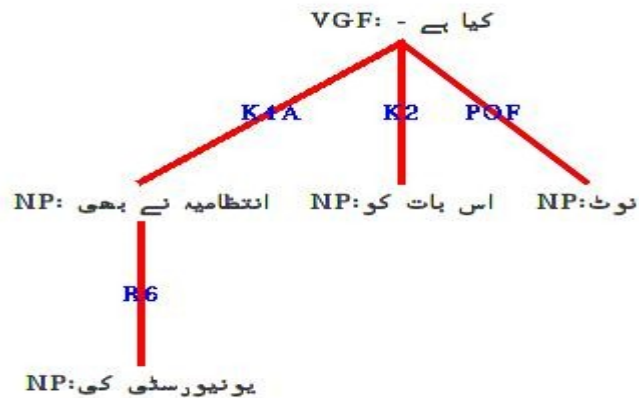 VGF: - کیا ہے
K4A K2 POF
NP: انتظامیہ نے بھی NP:اس بات کو NP:نوٹ
R6
NP:یونیورسٹی کی